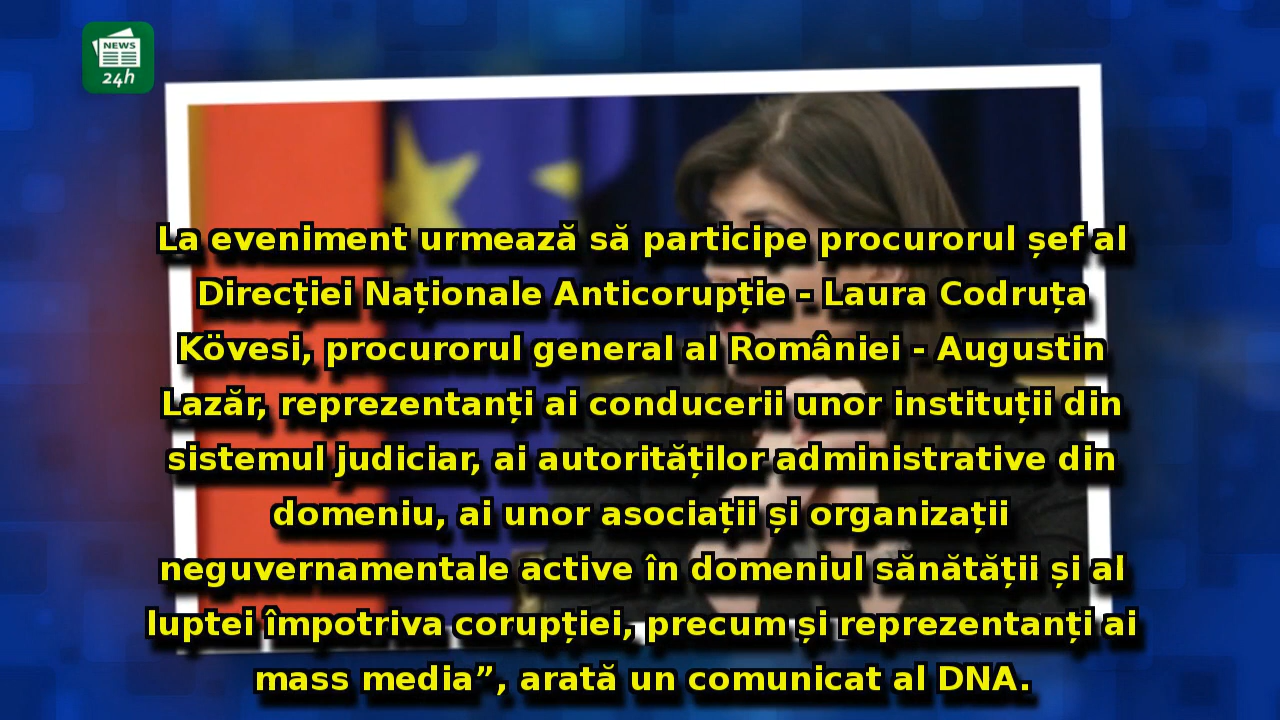 NEWS
24h
La eveniment urmează să participe procurorul șef al
Direcției Naționale Anticorupție - Laura Codruța
Kövesi, procurorul general al României - Augustin
Lazăr, reprezentanți ai conducerii unor instituții din
sistemul judiciar, ai autorităților administrative din
domeniu, ai unor asociații și organizații
neguvernamentale active în domeniul sănătății și al
luptei împotriva corupției, precum și reprezentanți ai
mass media”, arată un comunicat al DNA.